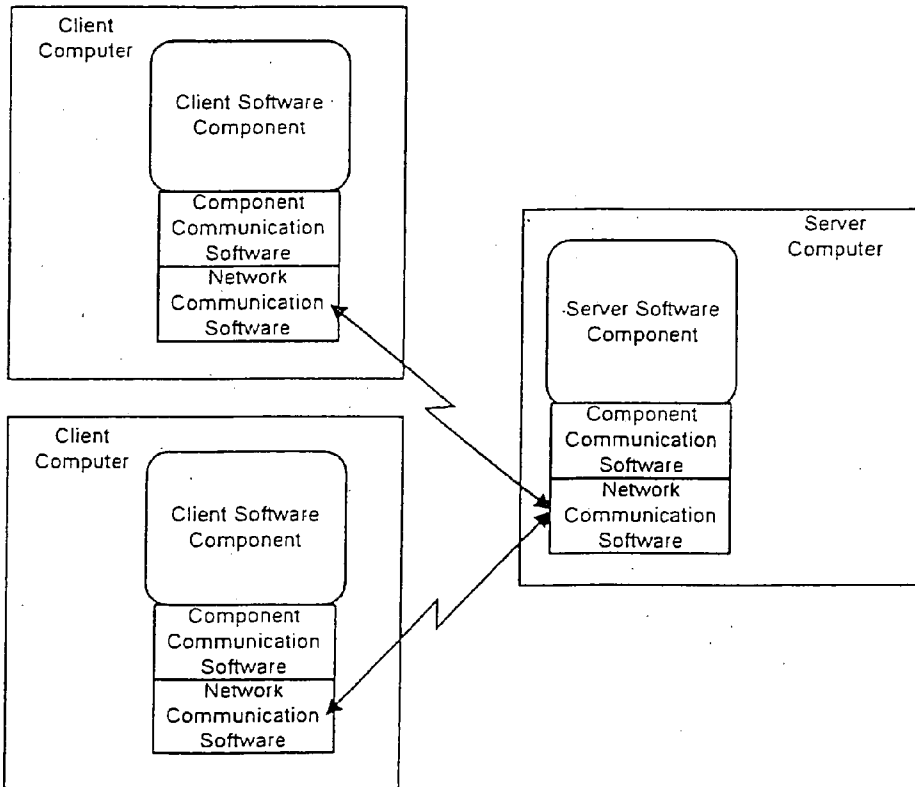 Client
Computer
Client Software
Component
Component
Communication
Software
Network
Communication
Software
Server
Computer
Server Software
Component
Component
Communication
Software
Network
Communication
Software
Client
Computer
Client Software
Component
Component
Communication
Software
Network
Communication
Software